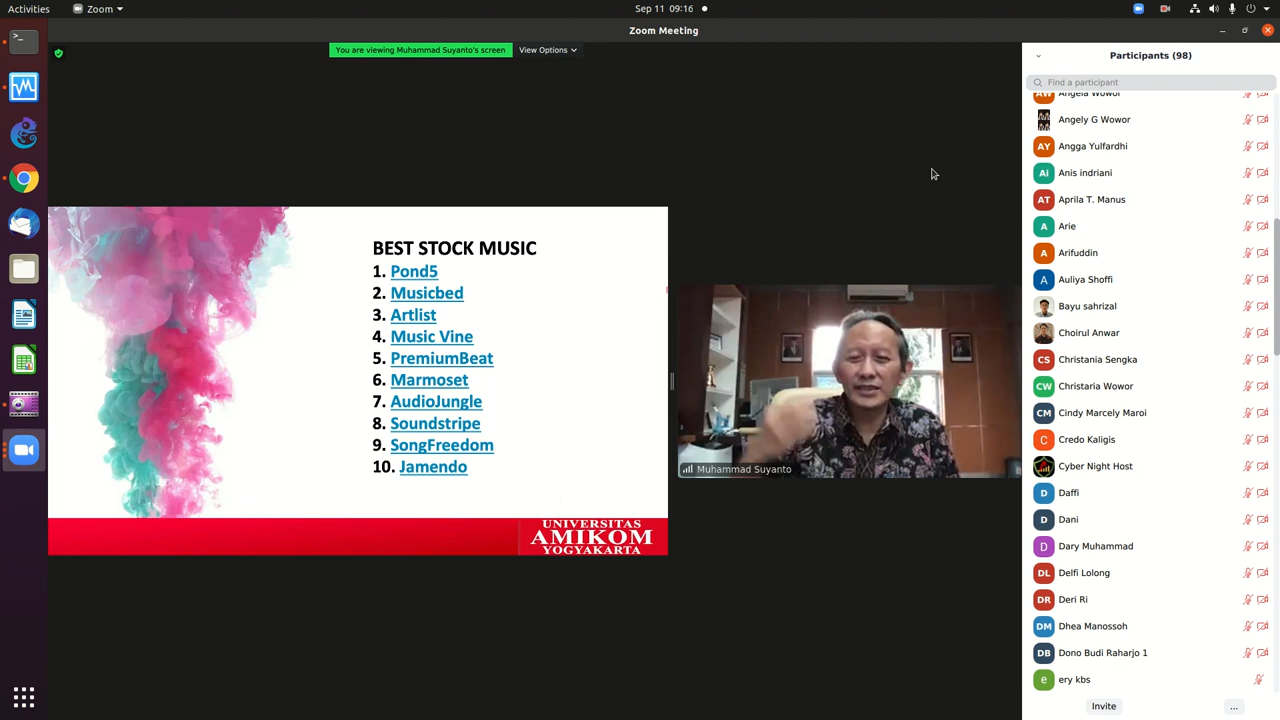 Activities
Zoom
Sep 11 09:16
Zoom Meeting
You are viewing Muhammad Suyanto's screen
View Options
BEST STOCK MUSIC
1. Pond5
2. Musicbed
3. Artlist
4. Music Vine
5. PremiumBeat
6. Marmoset
7. AudioJungle
8. Soundstripe
9. SongFreedom
10. Jamendo
UNIVERSITAS
AMIKOM
YOGYAKARTA
Muhammad Suyanto
Participants (98)
Find a participant
AW Angela Wowor
Angely G Wowor
AY Angga Yulfardhi
Ai Anis indriani
AT Aprila T. Manus
A Arie
A Arifuddin
A Auliya Shoffi
Bayu sahrizal
Choirul Anwar
CS Christania Sengka
CW Christaria Wowor
CM Cindy Marcely Maroi
C Credo Kaligis
Cyber Night Host
D Daffi
D Dani
D Dary Muhammad
DL Delfi Lolong
DR Deri Ri
DM Dhea Manossoh
DB Dono Budi Raharjo 1
e ery kbs
Invite
...